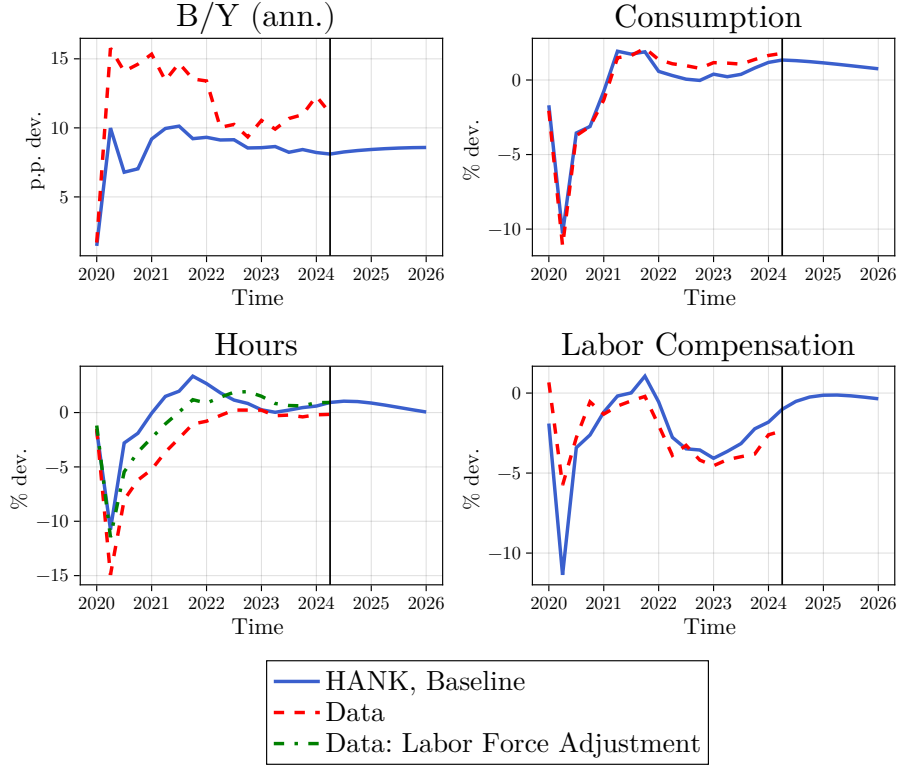 B/Y (ann.)
p.p. dev.
15
10
5
2020 2021 2022 2023 2024 2025 2026
Time
Consumption
% dev.
0
−5
−10
2020 2021 2022 2023 2024 2025 2026
Time
Hours
% dev.
0
−5
−10
−15
2020 2021 2022 2023 2024 2025 2026
Time
Labor Compensation
% dev.
0
−5
−10
2020 2021 2022 2023 2024 2025 2026
Time
HANK, Baseline
Data
Data: Labor Force Adjustment